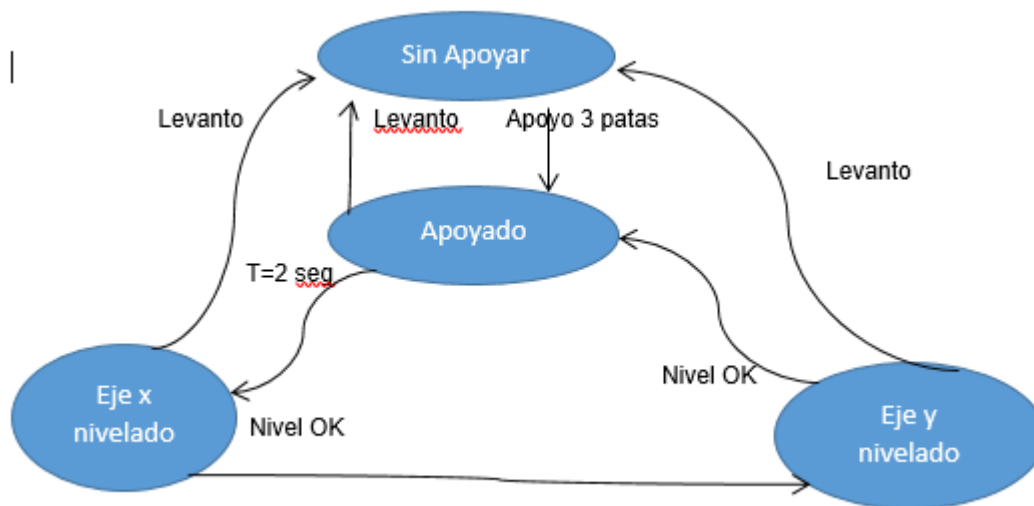 Sin Apoyar
Levanto
Levanto
Apoyo 3 patas
Levanto
Apoyado
T=2 seg
Nivel OK
Eje x
nivelado
Nivel OK
Eje y
nivelado